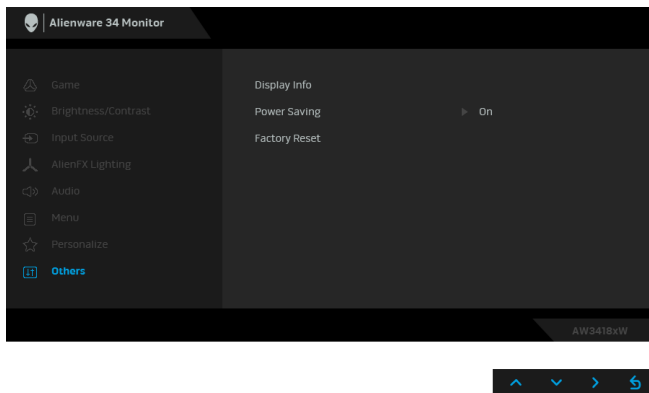 Alienware 34 Monitor
Game
Brightness/Contrast
Input Source
AlienFX Lighting
Audio
Menu
Personalize
Others
Display Info
Power Saving On
Factory Reset
AW3418xW